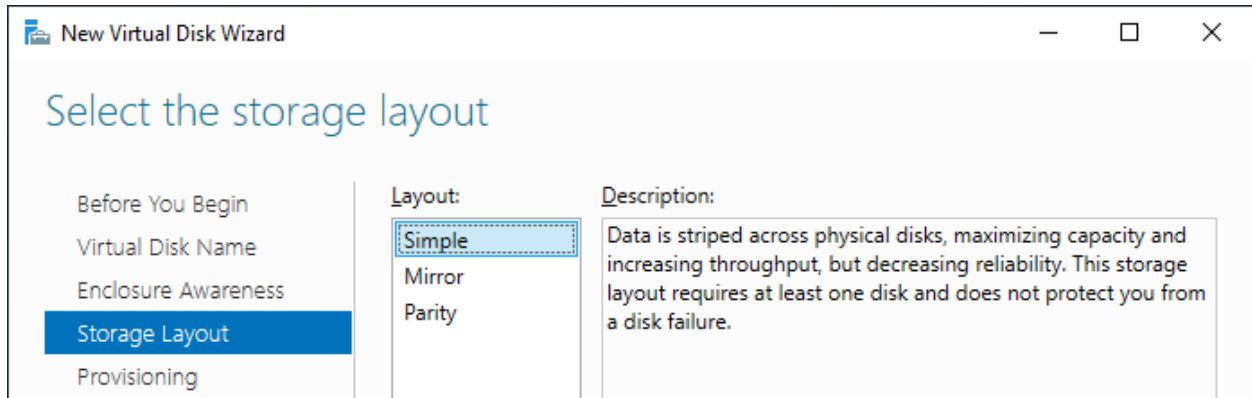 New Virtual Disk Wizard
Select the storage layout
Before You Begin
Virtual Disk Name
Enclosure Awareness
Storage Layout
Provisioning
Layout:
Simple
Mirror
Parity
Description:
Data is striped across physical disks, maximizing capacity and
increasing throughput, but decreasing reliability. This storage
layout requires at least one disk and does not protect you from
a disk failure.